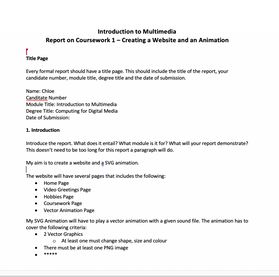 Introduction to Multimedia
Report on Coursework 1 – Creating a Website and an Animation
Title Page
Every formal report should have a title page. This should include the title of the report, your
candidate number, module title, degree title and the date of submission.
Name: Chloe
Canditate Number
Module Title: Introduction to Multimedia
Degree Title: Computing for Digital Media
Date of Submission:
1. Introduction
Introduce the report. What does it entail? What module is it for? What will your report demonstrate?
This doesn't need to be too long for this report a paragraph will do.
My aim is to create a website and a SVG animation.
The website will have several pages that includes the following:
• Home Page
• Video Greetings Page
• Hobbies Page
• Coursework Page
• Vector Animation Page
My SVG Animation will have to play a vector animation with a given sound file. The animation has to
cover the following criteria:
• 2 Vector Graphics
o At least one must change shape, size and colour
• There must be at least one PNG image
• *****